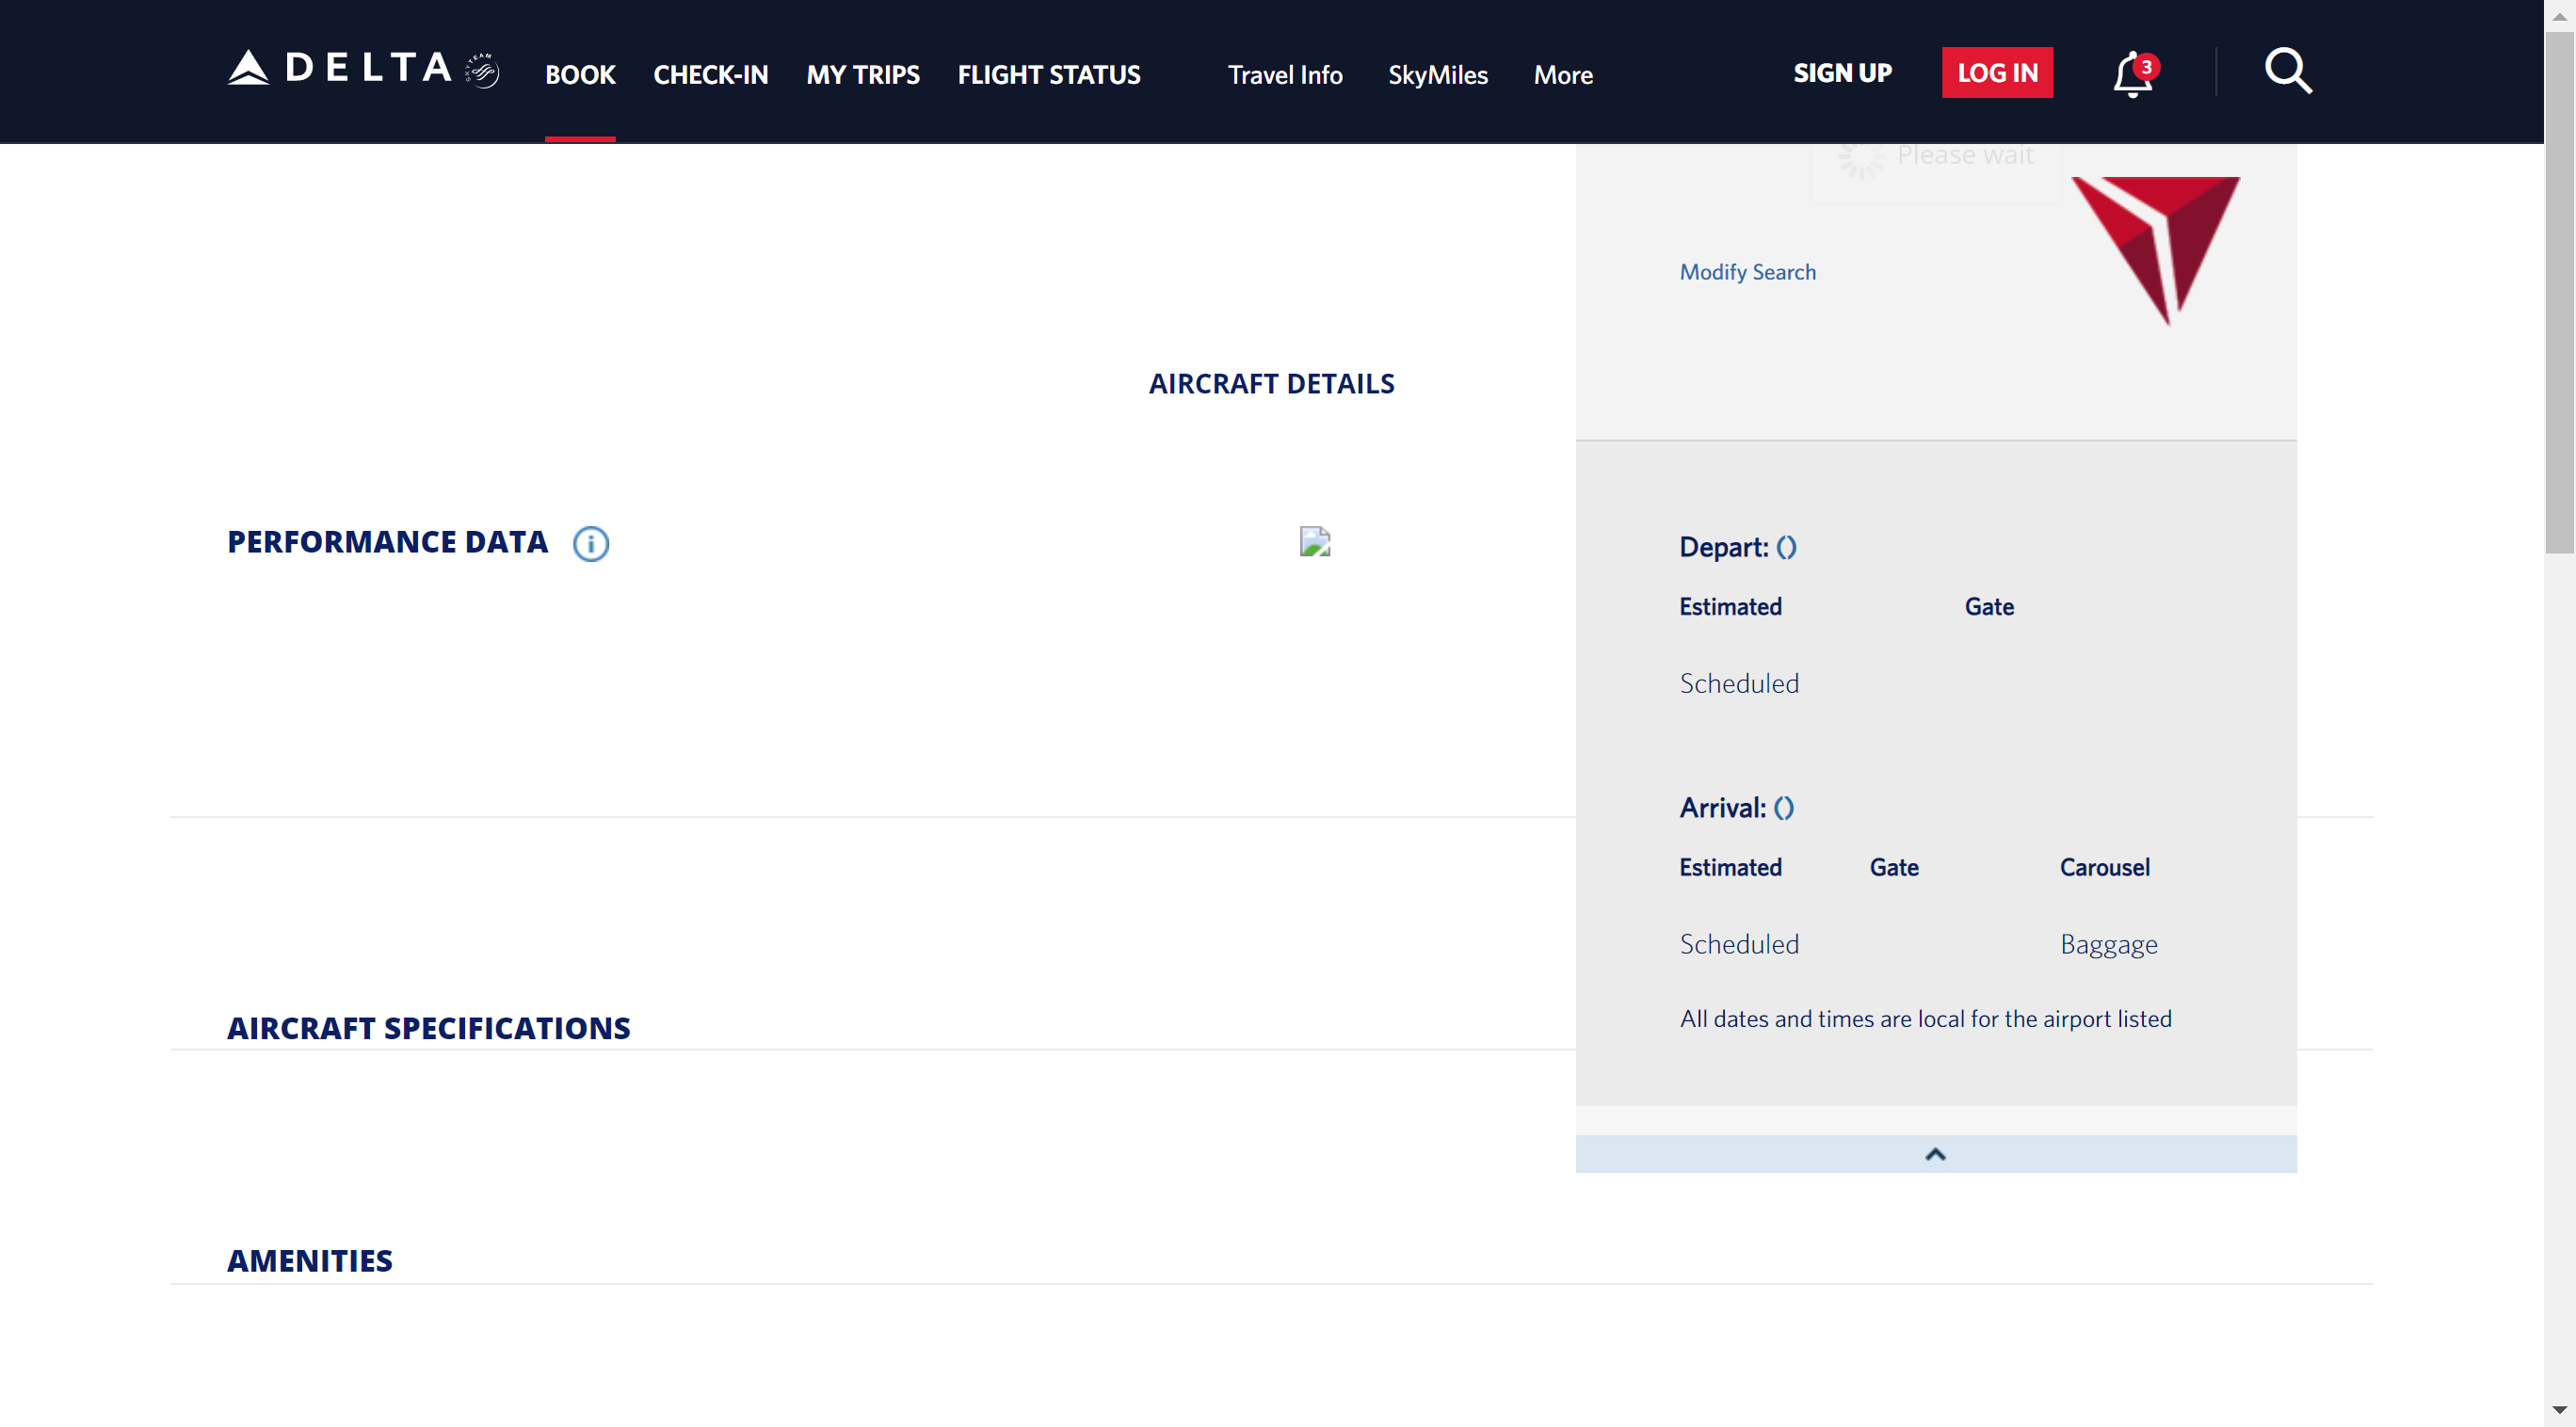 DELTA SKYTEAM BOOK CHECK-IN MY TRIPS FLIGHT STATUS Travel Info SkyMiles More SIGN UP LOG IN 3
Please wait
Modify Search
AIRCRAFT DETAILS
PERFORMANCE DATA i
Depart: ()
Estimated Gate
Scheduled
Arrival: ()
Estimated Gate Carousel
Scheduled Baggage
All dates and times are local for the airport listed
AIRCRAFT SPECIFICATIONS
AMENITIES